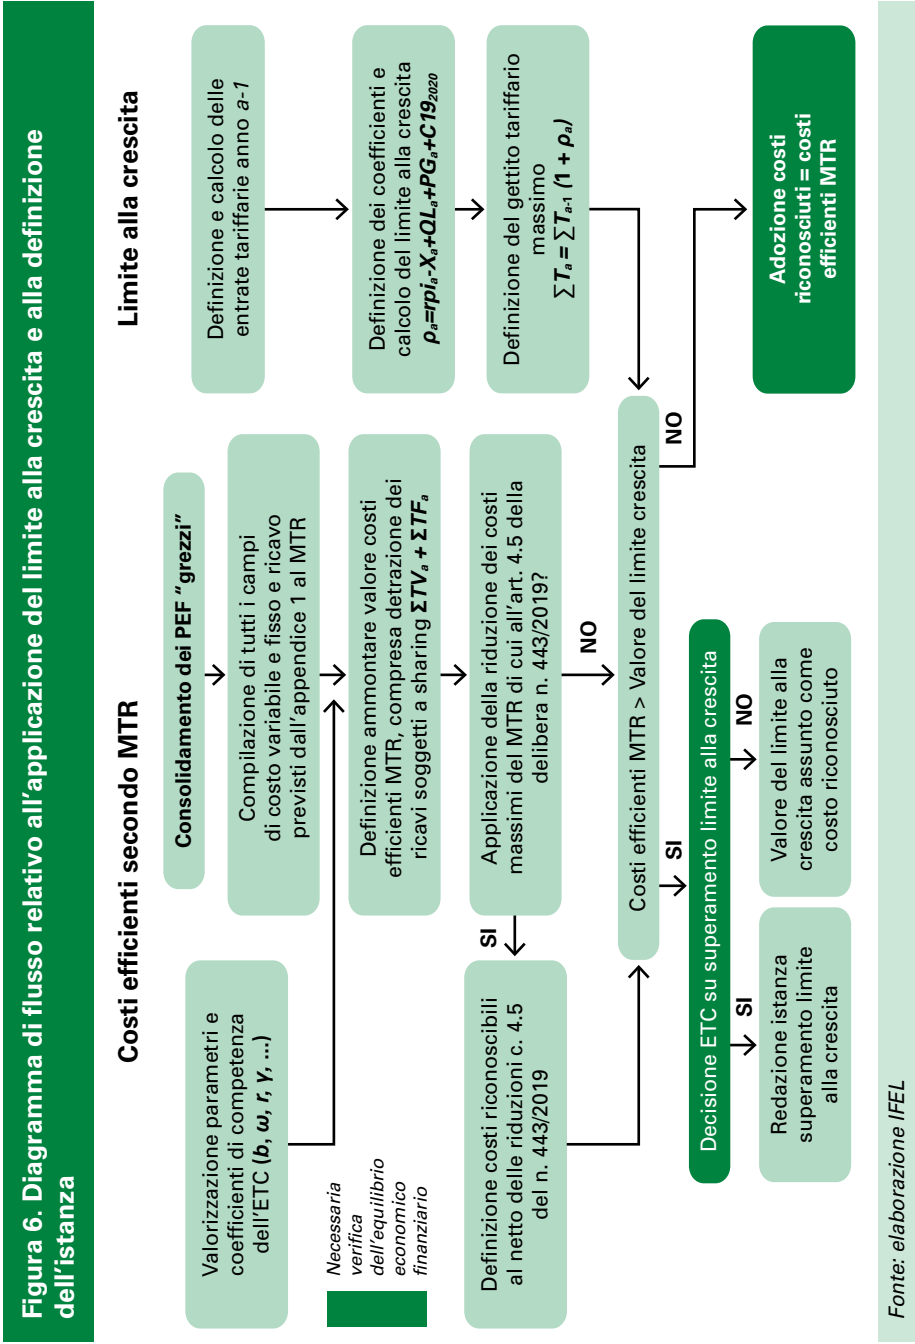 Figura 6. Diagramma di flusso relativo all'applicazione del limite alla crescita e alla definizione
dell'istanza
Costi efficienti secondo MTR
Limite alla crescita
Valorizzazione parametri e
coefficienti di competenza
dell'ETC (b, ω, r, γ, ...)
Consolidamento dei PEF "grezzi"
Compilazione di tutti i campi
di costo variabile e fisso e ricavo
previsti dall'appendice 1 al MTR
Definizione e calcolo delle
entrate tariffarie anno a-1
Necessaria
verifica
dell'equilibrio
economico
finanziario
Definire ammontare valore costi
efficienti MTR, compresa detrazione dei
ricavi soggetti a sharing ΣTVa + ΣTFa
Definizione dei coefficienti e
calcolo del limite alla crescita
ρa=rpia-Xa+QLa+PGa+C192020
Definizione costi riconoscibili
al netto delle riduzioni c. 4.5
del n. 443/2019
SI
Applicazione della riduzione dei costi
massimi del MTR di cui all'art. 4.5 della
delibera n. 443/2019?
Definizione del gettito tariffario
massimo
∑Ta = ∑Ta-1 (1 + ρa)
NO
Costi efficienti MTR > Valore del limite crescita
SI
NO
Decisione ETC su superamento limite alla crescita
SI
NO
Redazione istanza
superamento limite
alla crescita
Valore del limite alla
crescita assunto come
costo riconosciuto
Adozione costi
riconosciuti = costi
efficienti MTR
Fonte: elaborazione IFEL